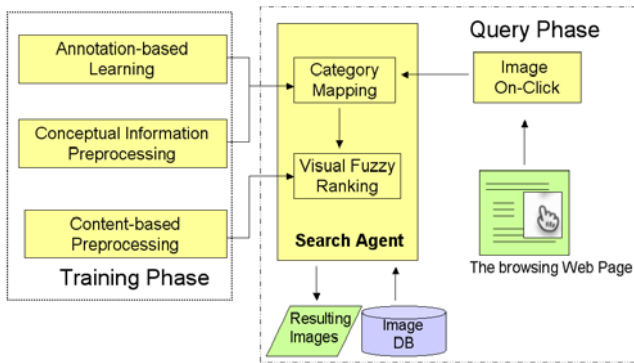 Annotation-based
Learning
Conceptual Information
Preprocessing
Content-based
Preprocessing
Training Phase
Query Phase
Category
Mapping
Visual Fuzzy
Ranking
Search Agent
Image
On-Click
The browsing Web Page
Resulting
Images
Image
DB